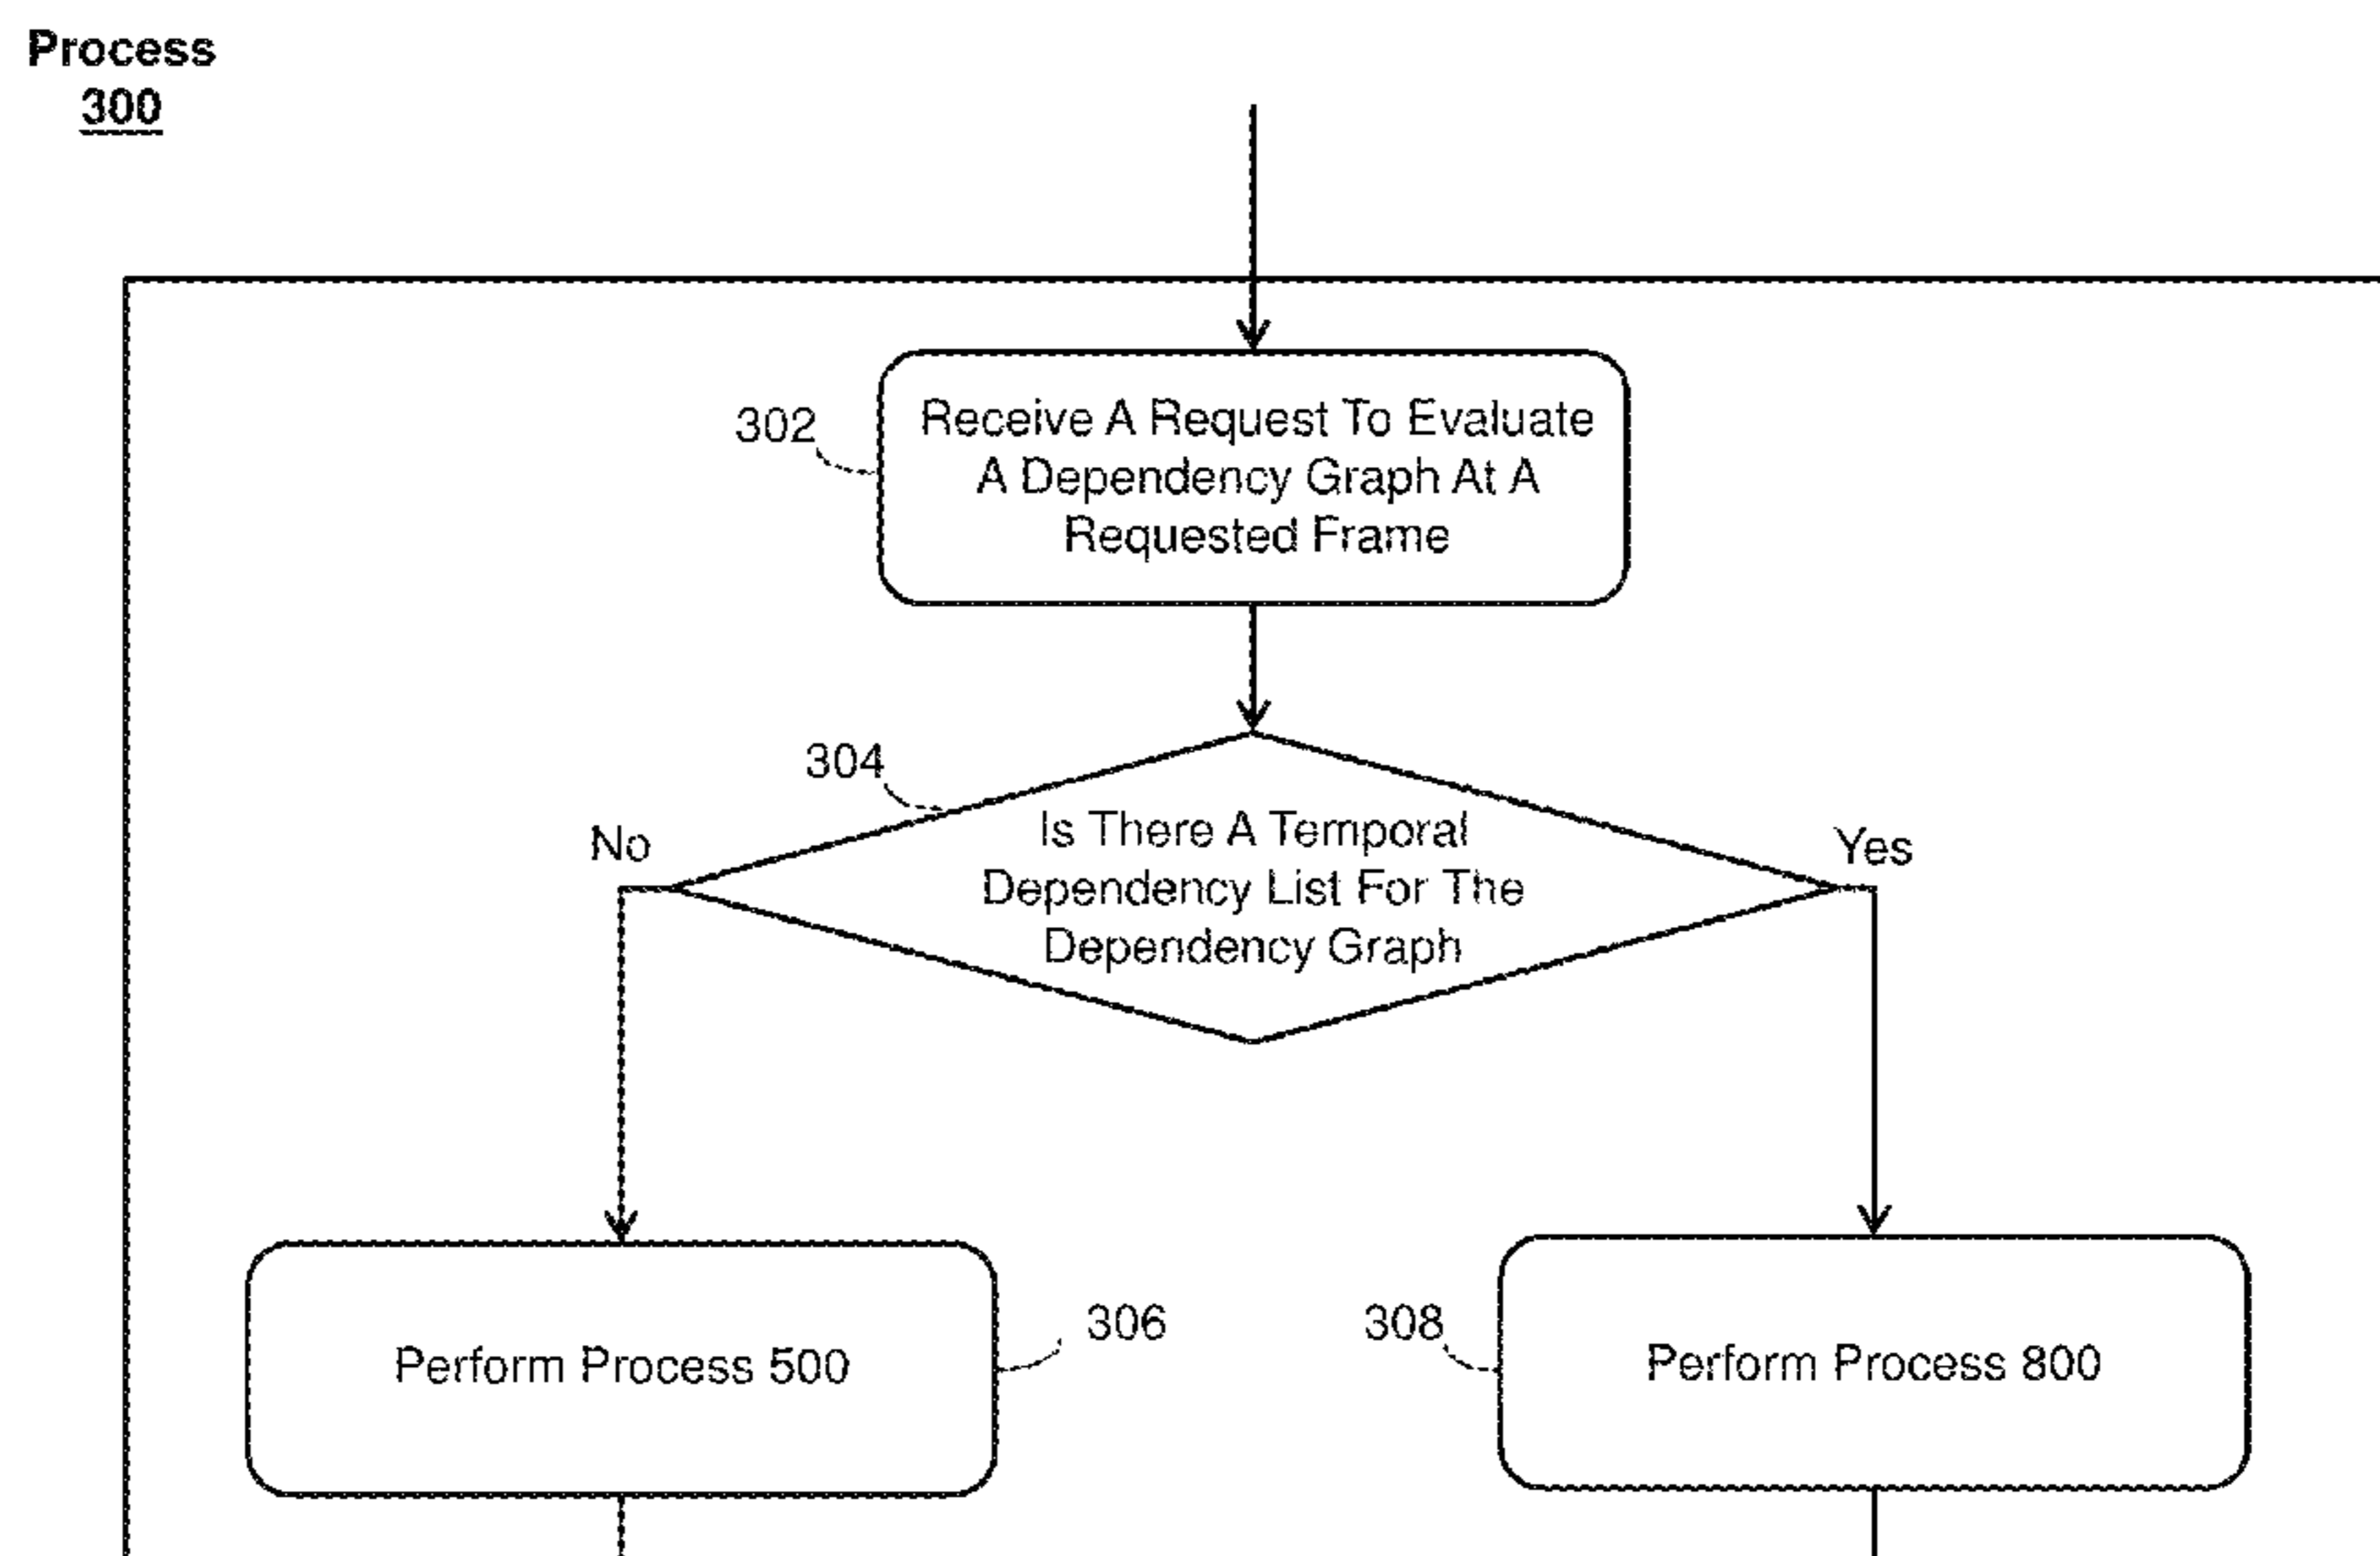 Process
300
302
Receive A Request To Evaluate
A Dependency Graph At A
Requested Frame
304
Is There A Temporal
Dependency List For The
Dependency Graph
No
Yes
Perform Process 500
306
308
Perform Process 800